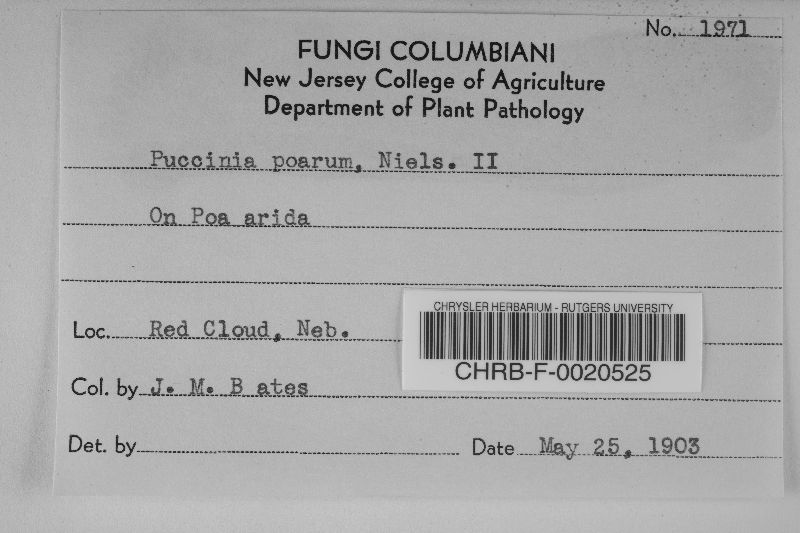 No. 1971
FUNGI COLUMBIANI
New Jersey College of Agriculture
Department of Plant Pathology
Puccinia poarum, Niels. II
On Poa arida
CHRYSLER HERBARIUM - RUTGERS UNIVERSITY
Loc. Red Cloud, Neb.
CHRB-F-0020525
Col. by J. M. B ates
Det. by
Date May 25, 1903